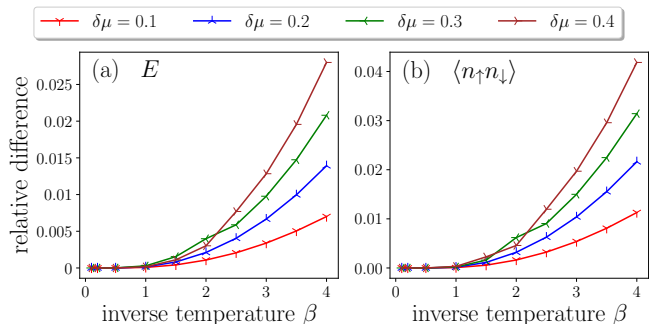 δμ = 0.1 δμ = 0.2 δμ = 0.3 δμ = 0.4
(a) E
(b) ⟨n↑n↓⟩
relative difference
0.025
0.02
0.015
0.01
0.005
0
0 1 2 3 4
inverse temperature β
0.04
0.03
0.02
0.01
0.00
0 1 2 3 4
inverse temperature β